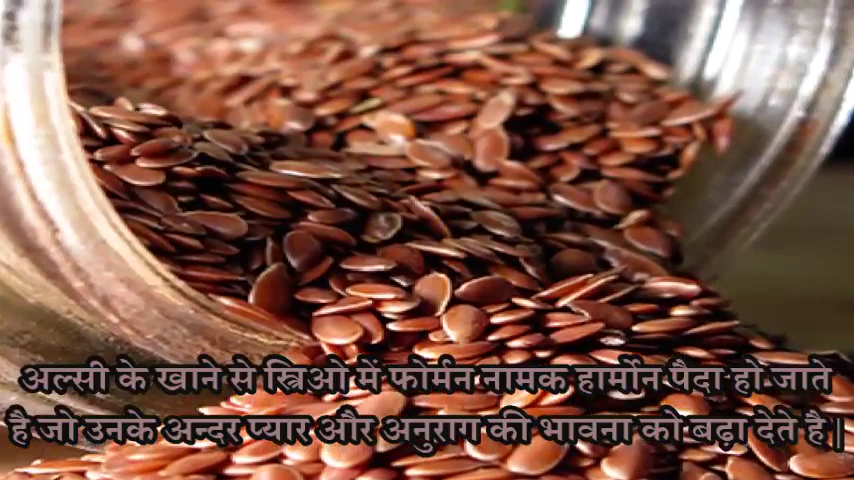 अल्सी के खाने से स्त्रिओ में फोर्मन नामक हार्मोन पैदा हो जाते
है जो उनके अन्दर प्यार और अनुराग की भावना को बढ़ा देते है |